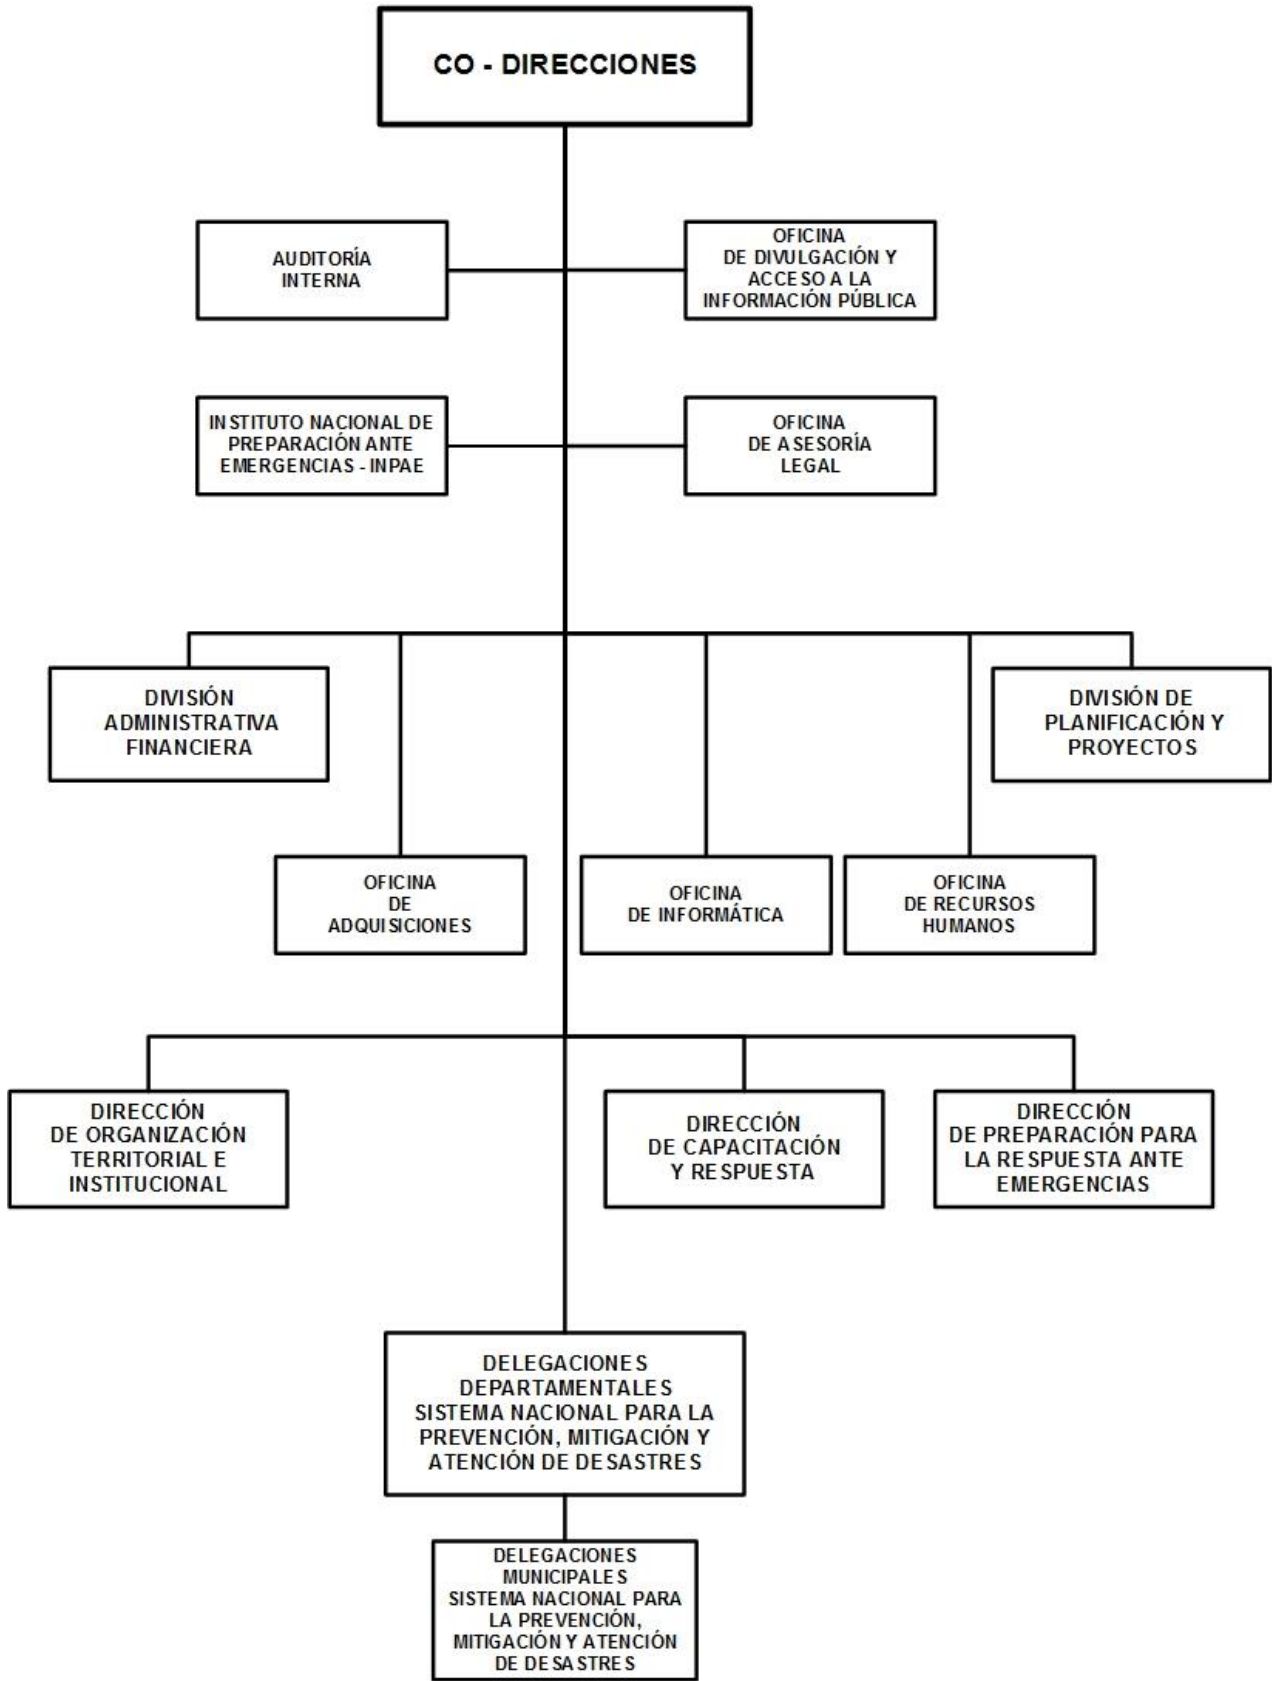 CO - DIRECCIONES
AUDITORÍA
INTERNA
OFICINA
DE DIVULGACIÓN Y
ACCESO A LA
INFORMACIÓN PÚBLICA
INSTITUTO NACIONAL DE
PREPARACIÓN ANTE
EMERGENCIAS - INPAE
OFICINA
DE ASESORÍA
LEGAL
DIVISIÓN
ADMINISTRATIVA
FINANCIERA
DIVISIÓN DE
PLANIFICACIÓN Y
PROYECTOS
OFICINA
DE
ADQUISICIONES
OFICINA
DE INFORMÁTICA
OFICINA
DE RECURSOS
HUMANOS
DIRECCIÓN
DE ORGANIZACIÓN
TERRITORIAL E
INSTITUCIONAL
DIRECCIÓN
DE CAPACITACIÓN
Y RESPUESTA
DIRECCIÓN
DE PREPARACIÓN PARA
LA RESPUESTA ANTE
EMERGENCIAS
DELEGACIONES
DEPARTAMENTALES
SISTEMA NACIONAL PARA LA
PREVENCIÓN, MITIGACIÓN Y
ATENCIÓN DE DESASTRES
DELEGACIONES
MUNICIPALES
SISTEMA NACIONAL PARA
LA PREVENCIÓN,
MITIGACIÓN Y ATENCIÓN
DE DESASTRES